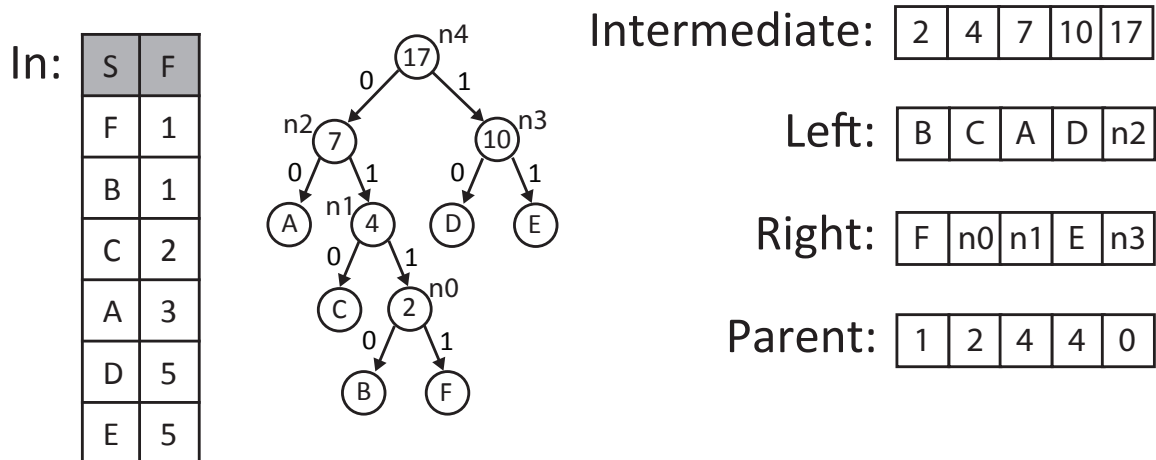 In:
S F
F 1
B 1
C 2
A 3
D 5
E 5
n4
17
0 1
n2 n3
7 10
0 1 0 1
n1
A 4 D E
0 1
n0
C 2
0 1
B F
Intermediate: 2 4 7 10 17
Left: B C A D n2
Right: F n0 n1 E n3
Parent: 1 2 4 4 0